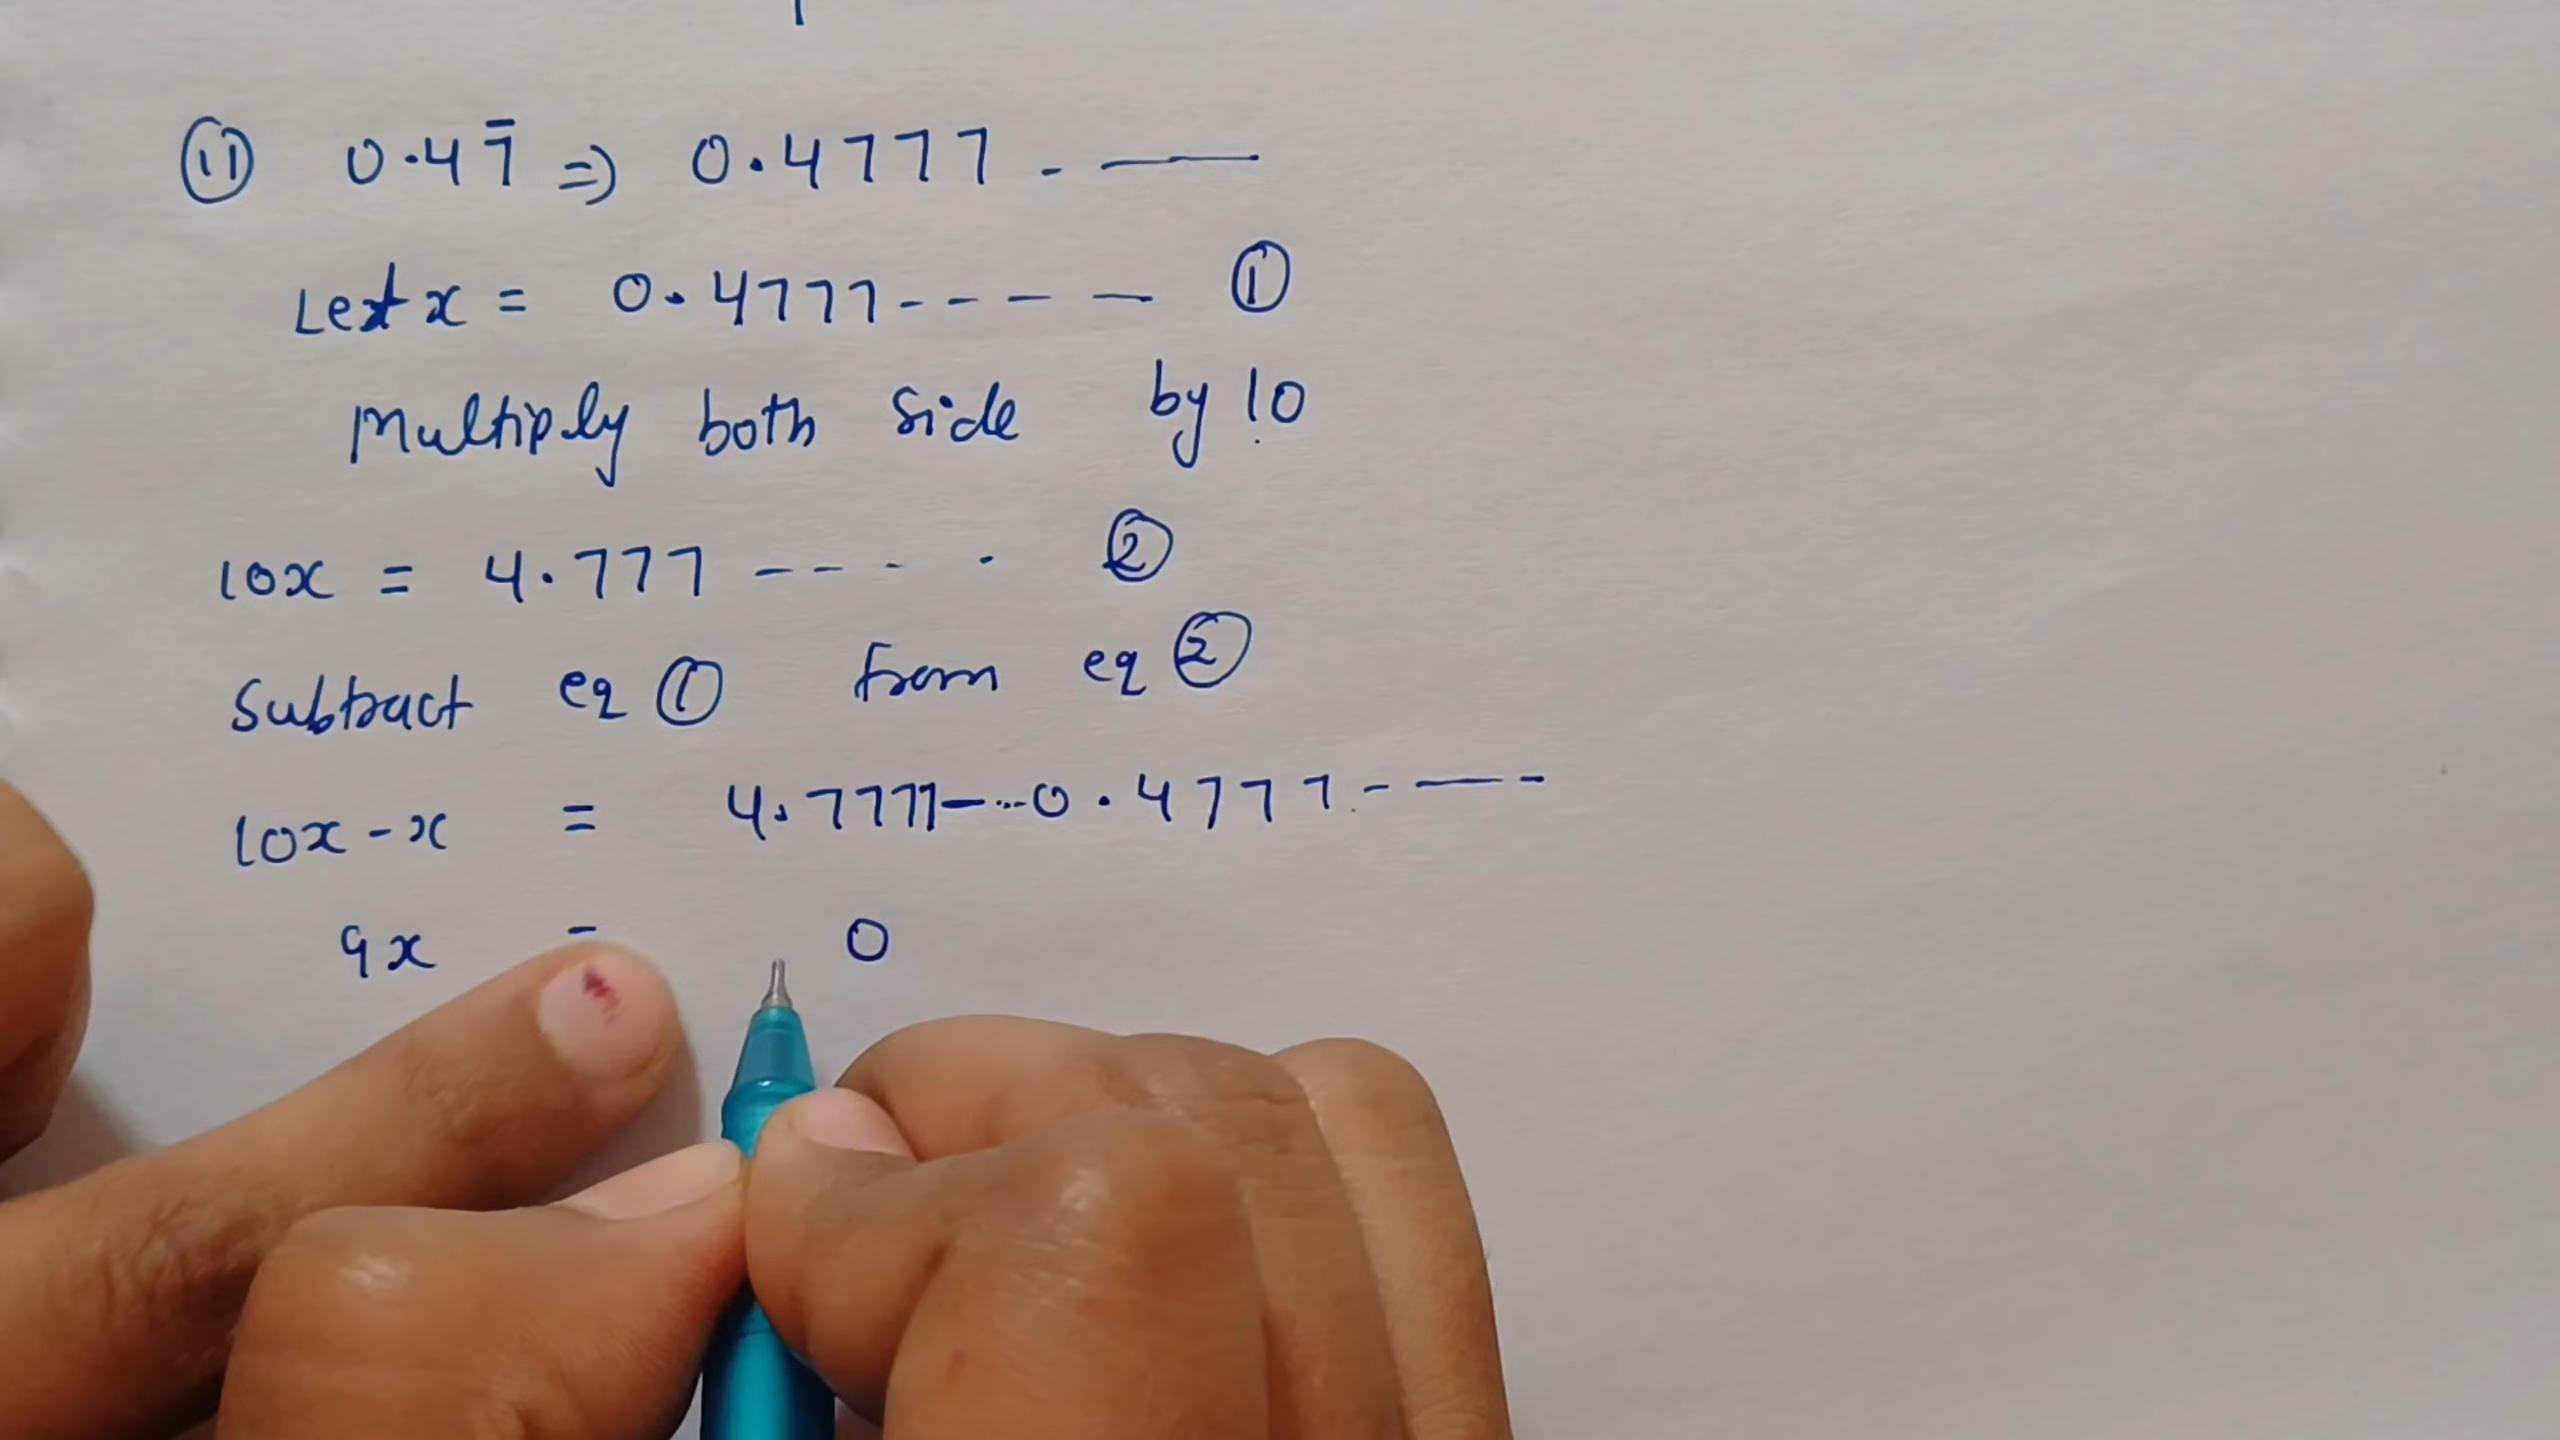 (ii) 0.47̄ ⇒ 0.4777 . —
Let x = 0.4777 - - - - ①
Multiply both side by 10
10x = 4.777 - - - . ②
Subtract eq ① from eq ②
10x - x = 4.7777 - ... 0.4777 - — -
9x = 0